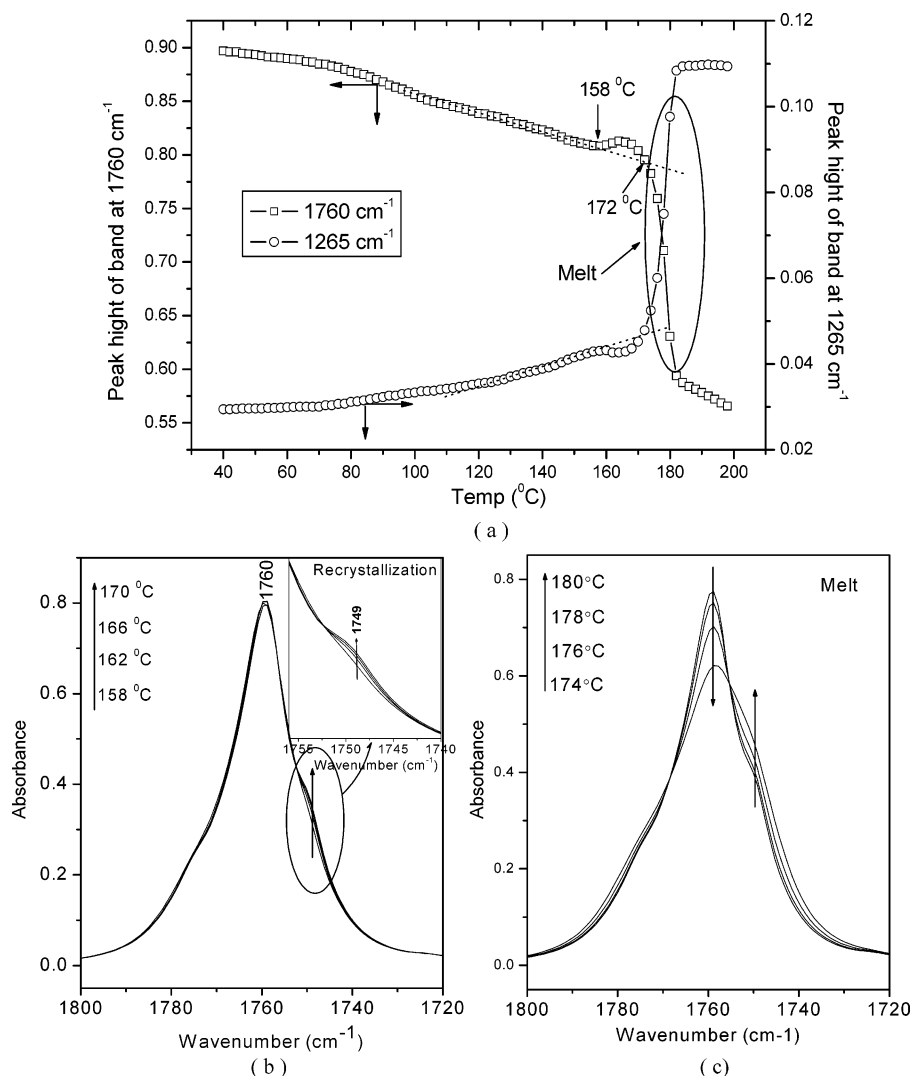 ( a )
0.90
0.85
0.80
0.75
0.70
0.65
0.60
0.55
Peak hight of band at 1760 cm-1
0.12
0.10
0.08
0.06
0.04
0.02
Peak hight of band at 1265 cm-1
158 0C
172 0C
Melt
1760 cm-1
1265 cm-1
40 60 80 100 120 140 160 180 200
Temp (0C)
( a )
0.8
0.6
0.4
0.2
0.0
Absorbance
170 0C
166 0C
162 0C
158 0C
1760
Recrystallization
1749
1755 1750 1745 1740
Wavenumber (cm-1)
1800 1780 1760 1740 1720
Wavenumber (cm-1)
( b )
0.8
0.6
0.4
0.2
0.0
Absorbance
180°C
178°C
176°C
174°C
Melt
1800 1780 1760 1740 1720
Wavenumber (cm-1)
( c )